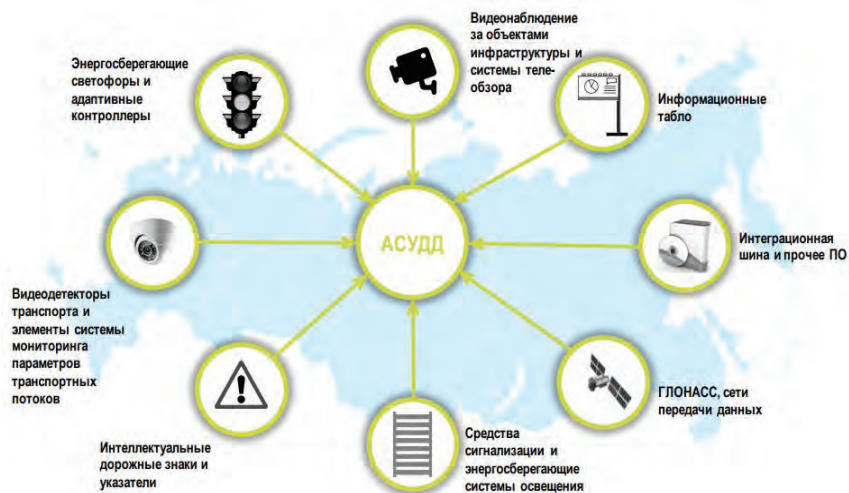 Видеонаблюдение
за объектами
инфраструктуры и
системы теле-
обзора
Энергосберегающие
светофоры и
адаптивные
контроллеры
Информационные
табло
АСУДД
Интеграционная
шина и прочее ПО
Видеодетекторы
транспорта и
элементы системы
мониторинга
параметров
транспортных
потоков
ГЛОНАСС, сети
передачи данных
Интеллектуальные
дорожные знаки и
указатели
Средства
сигнализации и
энергосберегающие
системы освещения